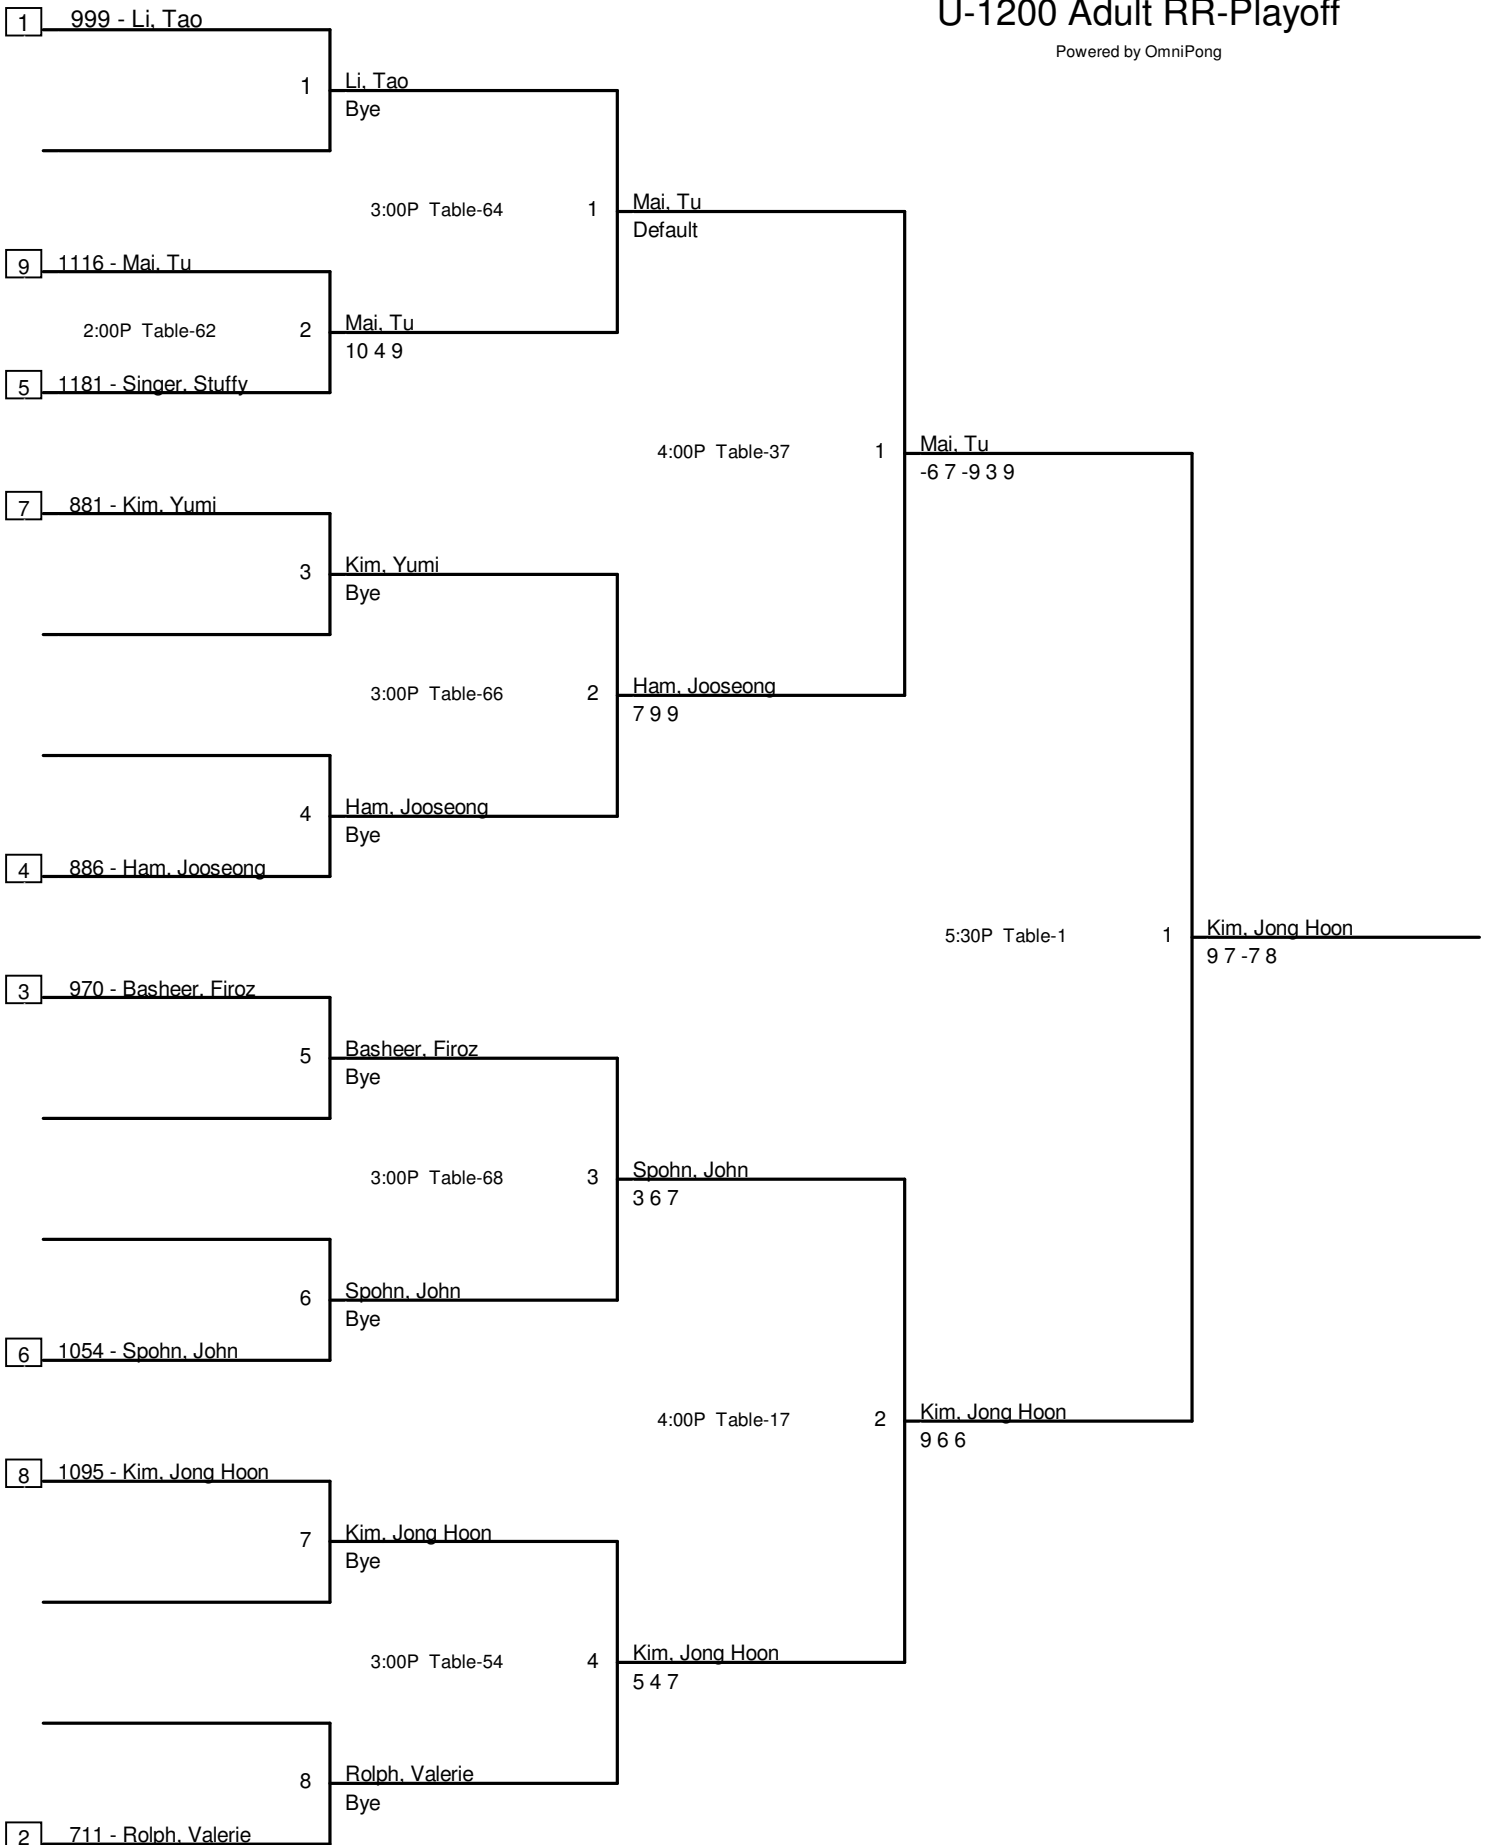 U-1200 Adult RR-Playoff
Powered by OmniPong
1 999 - Li, Tao
1 Li, Tao
Bye
3:00P Table-64 1 Mai, Tu
Default
9 1116 - Mai, Tu
2:00P Table-62 2 Mai, Tu
10 4 9
5 1181 - Singer, Stuffy
4:00P Table-37 1 Mai, Tu
-6 7 -9 3 9
7 881 - Kim, Yumi
3 Kim, Yumi
Bye
3:00P Table-66 2 Ham, Jooseong
7 9 9
4 Ham, Jooseong
Bye
4 886 - Ham, Jooseong
5:30P Table-1 1 Kim, Jong Hoon
9 7 -7 8
3 970 - Basheer, Firoz
5 Basheer, Firoz
Bye
3:00P Table-68 3 Spohn, John
3 6 7
6 Spohn, John
Bye
6 1054 - Spohn, John
4:00P Table-17 2 Kim, Jong Hoon
9 6 6
8 1095 - Kim, Jong Hoon
7 Kim, Jong Hoon
Bye
3:00P Table-54 4 Kim, Jong Hoon
5 4 7
8 Rolph, Valerie
Bye
2 711 - Rolph, Valerie